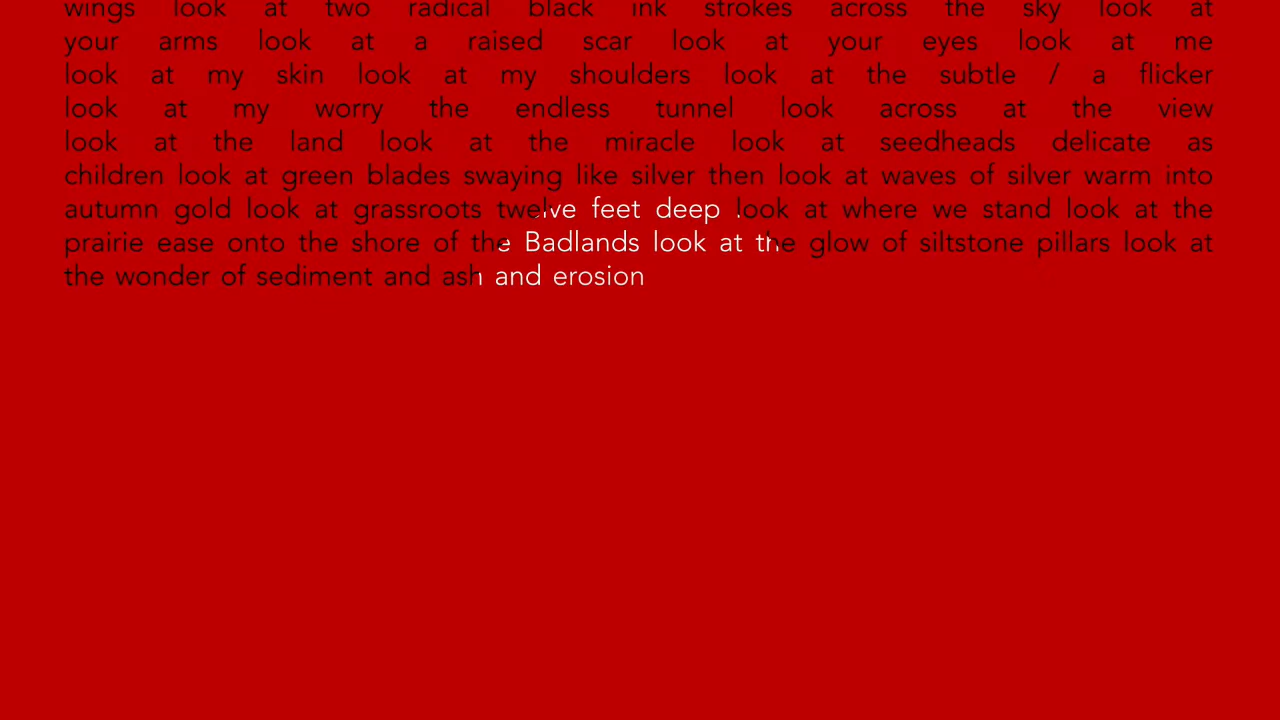 wings look at two radical black ink strokes across the sky look at
your arms look at a raised scar look at your eyes look at me
look at my skin look at my shoulders look at the subtle / a flicker
look at my worry the endless tunnel look across at the view
look at the land look at the miracle look at seedheads delicate as
children look at green blades swaying like silver then look at waves of silver warm into
autumn gold look at grassroots twelve feet deep look at where we stand look at the
prairie ease onto the shore of the Badlands look at the glow of siltstone pillars look at
the wonder of sediment and ash and erosion